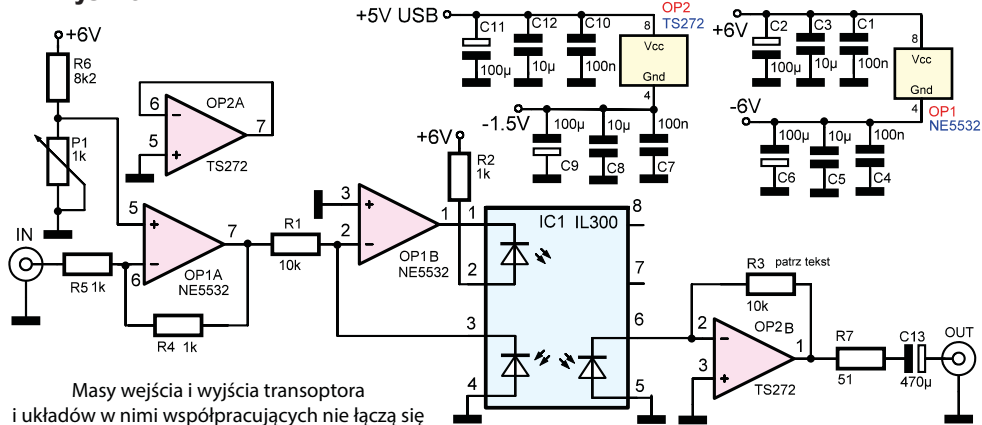 +5V USB
C11
100µ
C12
10µ
C10
100n
8
OP2
TS272
Vcc
Gnd
4
-1.5V
100µ
C9
10µ
C8
100n
C7
+6V
C2
100µ
C3
10µ
C1
100n
8
Vcc
Gnd
4
OP1
NE5532
-6V
100µ
C6
10µ
C5
100n
C4
+6V
R6
8k2
P1
1k
6
5
7
OP2A
TS272
IN
R5 1k
5
6
7
OP1A
NE5532
R4 1k
R1
10k
+6V
R2
1k
3
2
1
OP1B
NE5532
1
2
3
4
IC1 IL300
8
7
6
5
R3 patrz tekst
10k
2
3
1
OP2B
TS272
R7
51
C13
470µ
OUT
Masy wejścia i wyjścia transoptora
i układów w nimi współpracujących nie łączą się